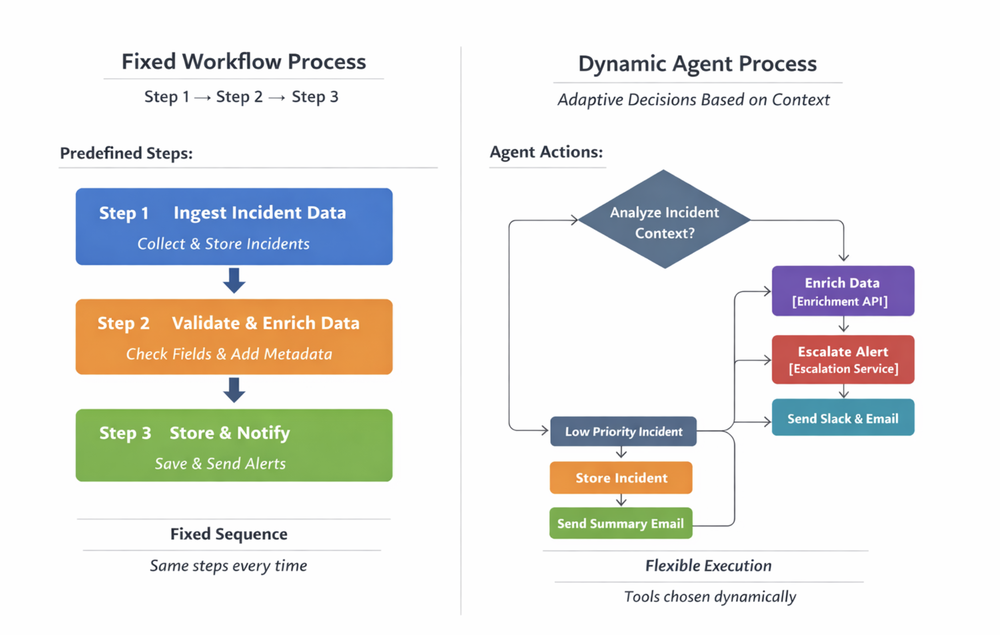 Fixed Workflow Process
Step 1 → Step 2 → Step 3
Predefined Steps:
Step 1 Ingest Incident Data
Collect & Store Incidents
Step 2 Validate & Enrich Data
Check Fields & Add Metadata
Step 3 Store & Notify
Save & Send Alerts
Fixed Sequence
Same steps every time
Dynamic Agent Process
Adaptive Decisions Based on Context
Agent Actions:
Analyze Incident
Context?
Enrich Data
[Enrichment API]
Escalate Alert
[Escalation Service]
Send Slack & Email
Low Priority Incident
Store Incident
Send Summary Email
Flexible Execution
Tools chosen dynamically